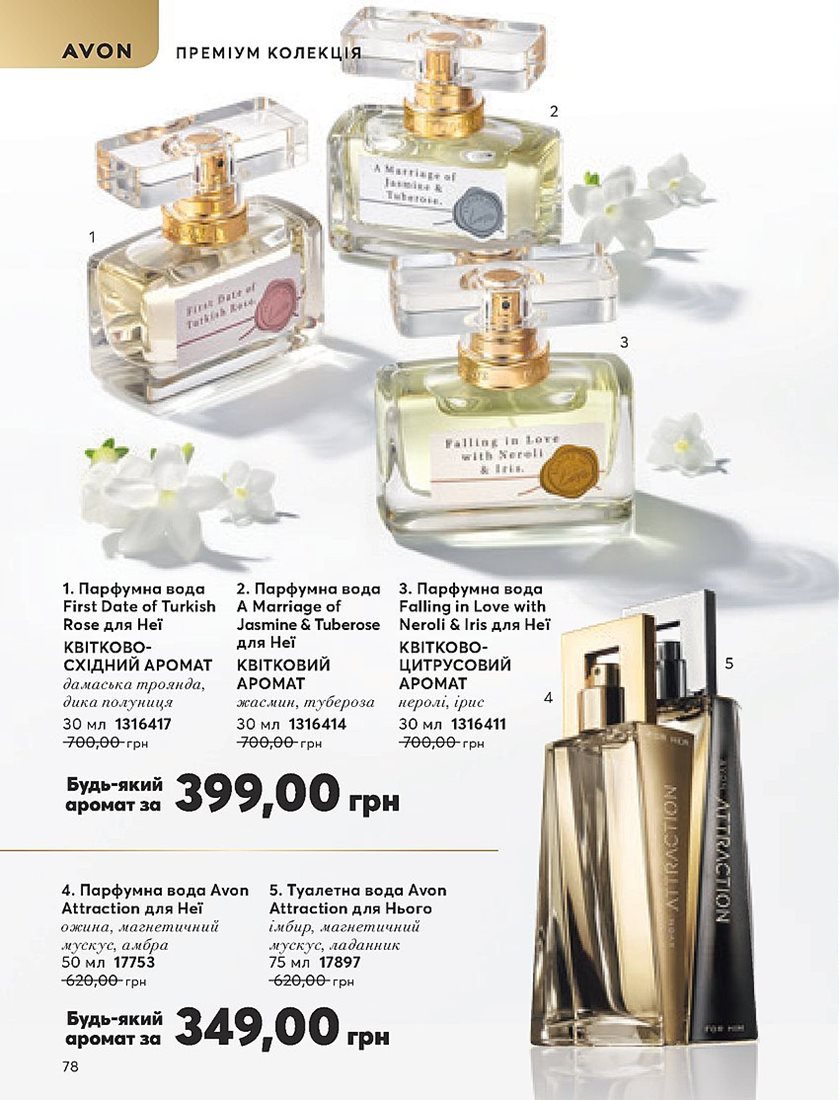 AVON
ПРЕМІУМ КОЛЕКЦІЯ
2
A Marriage of
Jasmine &
Tuberose.
1
First Date of
Turkish Rose.
3
Falling in Love
with Neroli
& Iris.
1. Парфумна вода
First Date of Turkish
Rose для Неї
КВІТКОВО-
СХІДНИЙ АРОМАТ
дамаська троянда,
дика полуниця
30 мл 1316417
700,00 грн
2. Парфумна вода
A Marriage of
Jasmine & Tuberose
для Неї
КВІТКОВИЙ
АРОМАТ
жасмин, тубероза
30 мл 1316414
700,00 грн
3. Парфумна вода
Falling in Love with
Neroli & Iris для Неї
КВІТКОВО-
ЦИТРУСОВИЙ
АРОМАТ
неролі, ірис
30 мл 1316411
700,00 грн
Будь-який
аромат за 399,00 грн
4
5
FOR HER
AVON ATTRACTION
AVON ATTRACTION
FOR HIM
4. Парфумна вода Avon
Attraction для Неї
ожина, магнетичний
мускус, амбра
50 мл 17753
620,00 грн
5. Туалетна вода Avon
Attraction для Нього
імбир, магнетичний
мускус, ладанник
75 мл 17897
620,00 грн
Будь-який
аромат за 349,00 грн
78